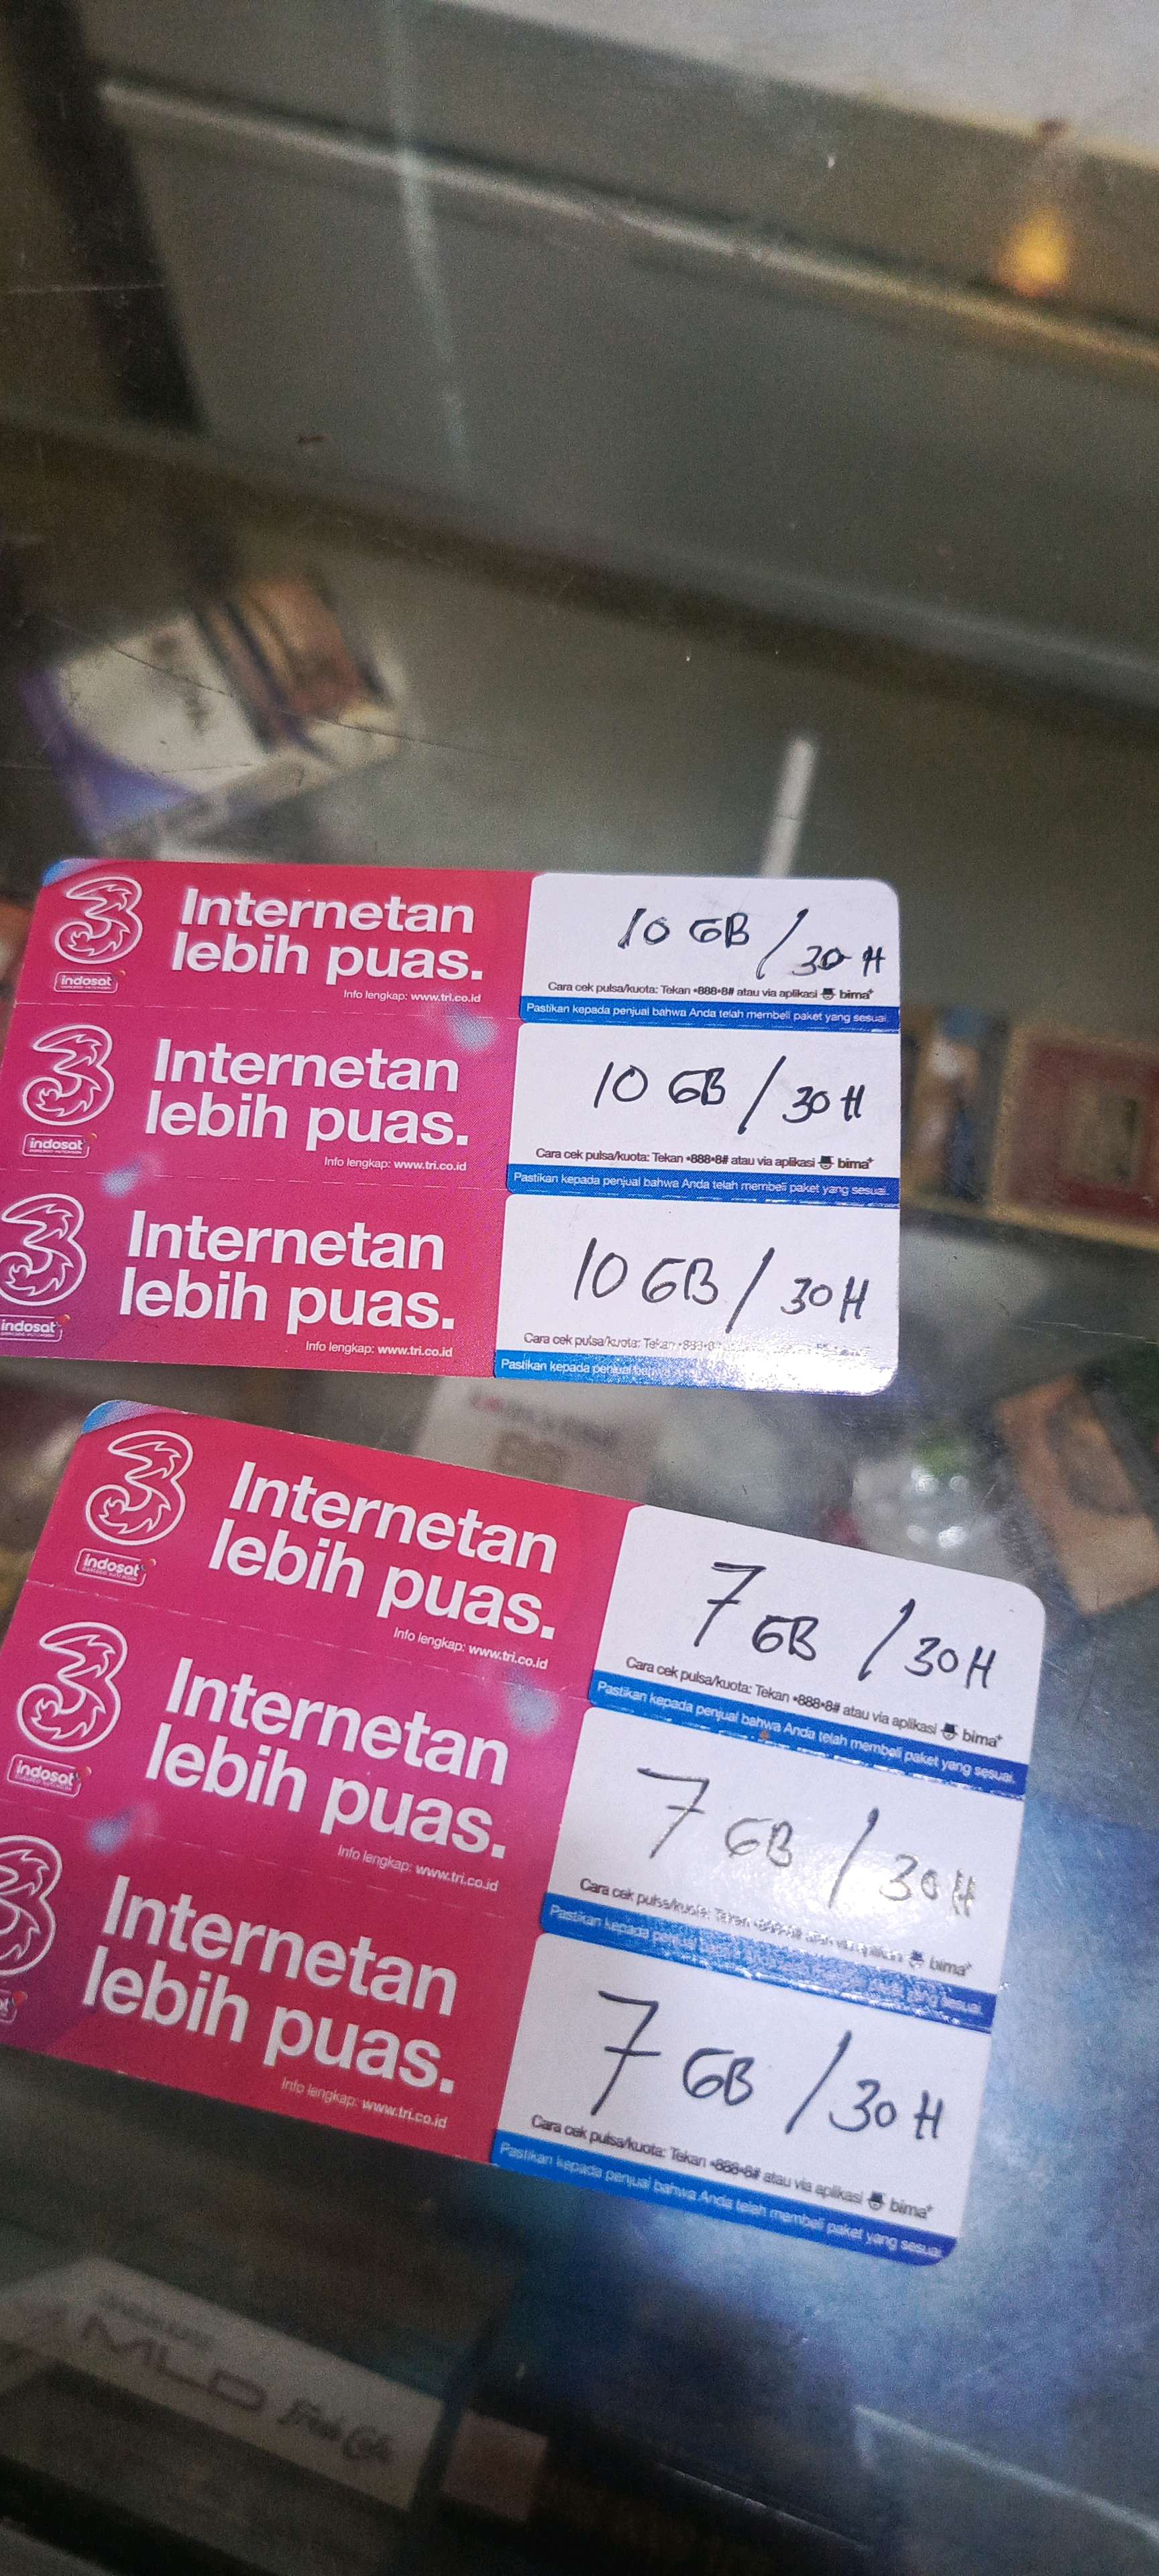 3
Internetan
lebih puas.
indosat
Info lengkap: www.tri.co.id
10 GB / 30 H
Cara cek pulsa/kuota: Tekan *888*8# atau via aplikasi bima+
Pastikan kepada penjual bahwa Anda telah membeli paket yang sesuai.
3
Internetan
lebih puas.
indosat
Info lengkap: www.tri.co.id
10 GB / 30 H
Cara cek pulsa/kuota: Tekan *888*8# atau via aplikasi bima+
Pastikan kepada penjual bahwa Anda telah membeli paket yang sesuai.
3
Internetan
lebih puas.
indosat
Info lengkap: www.tri.co.id
10 GB / 30 H
Cara cek pulsa/kuota: Tekan
Pastikan kepada penjual
3
Internetan
lebih puas.
indosat
Info lengkap: www.tri.co.id
7 GB / 30 H
Cara cek pulsa/kuota: Tekan *888*8# atau via aplikasi bima+
Pastikan kepada penjual bahwa Anda telah membeli paket yang sesuai.
3
Internetan
lebih puas.
indosat
Info lengkap: www.tri.co.id
7 GB / 30 H
Cara cek pulsa/kuota: Tekan *888*8# atau via aplikasi bima+
Pastikan kepada penjual yang sesuai.
3
Internetan
lebih puas.
Info lengkap: www.tri.co.id
7 GB / 30 H
Cara cek pulsa/kuota: Tekan *888*8# atau via aplikasi bima+
Pastikan kepada penjual bahwa Anda telah membeli paket yang sesuai.
MLD